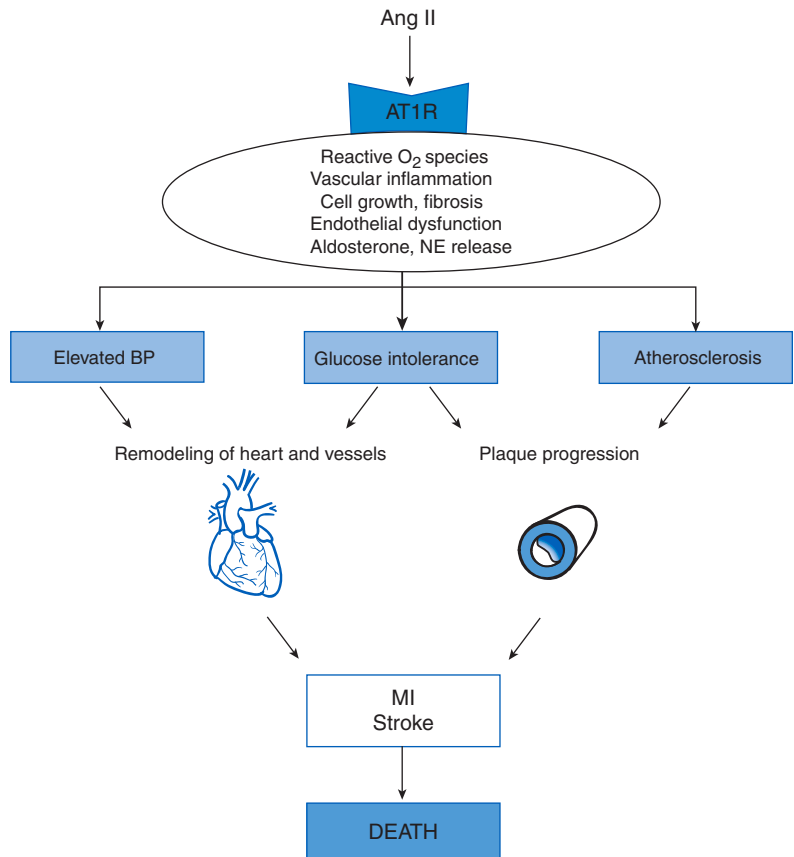 Ang II
AT1R
Reactive O₂ species
Vascular inflammation
Cell growth, fibrosis
Endothelial dysfunction
Aldosterone, NE release
Elevated BP
Glucose intolerance
Atherosclerosis
Remodeling of heart and vessels
Plaque progression
MI
Stroke
DEATH